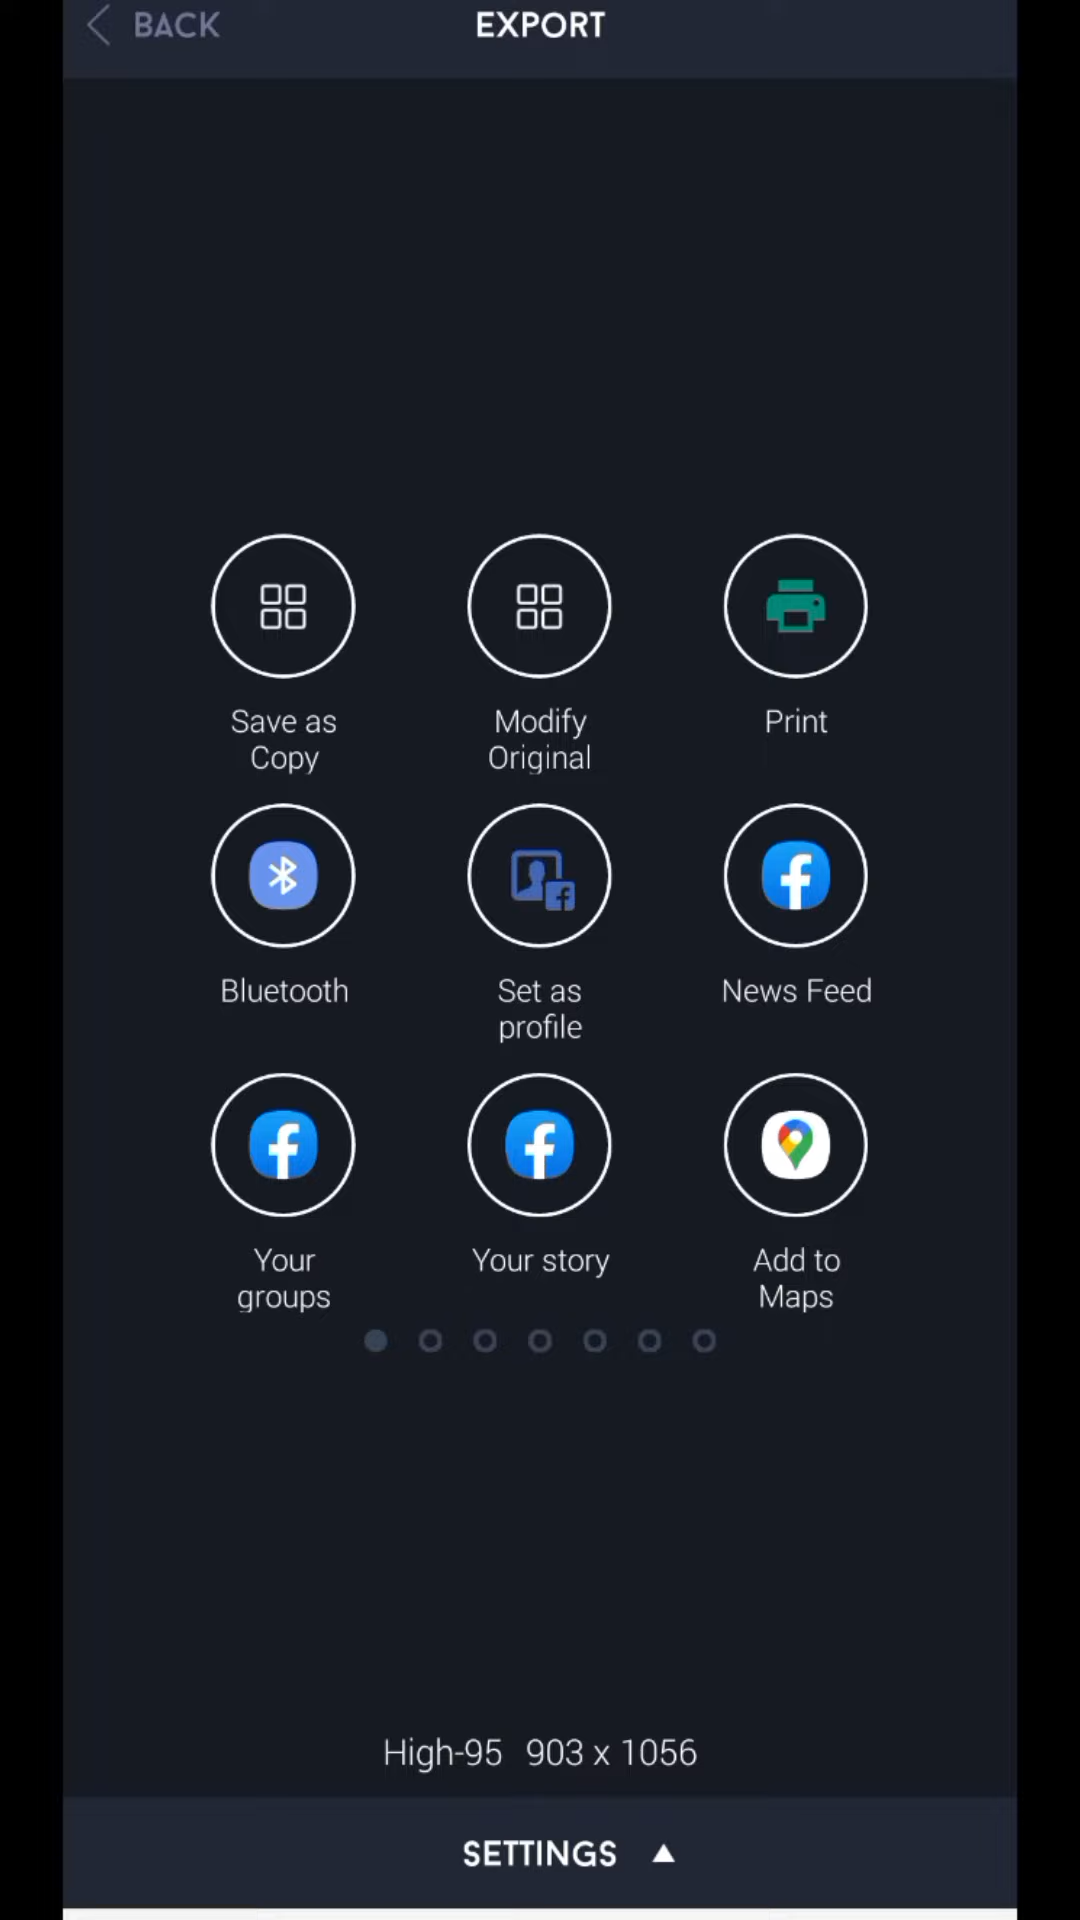 BACK
EXPORT
Save as
Copy
Modify
Original
Print
Bluetooth
Set as
profile
News Feed
Your
groups
Your story
Add to
Maps
High-95 903 x 1056
SETTINGS